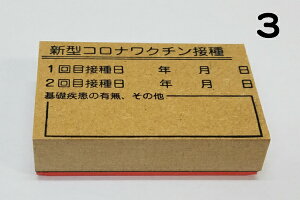 3
新型コロナワクチン接種
1回目接種日 年 月 日
2回目接種日 年 月 日
基礎疾患の有無、その他